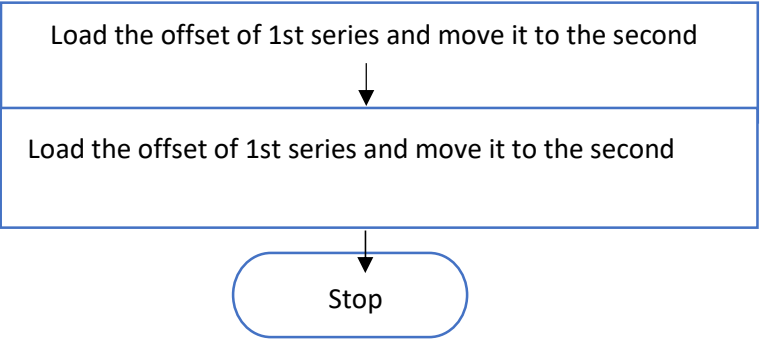 Load the offset of 1st series and move it to the second
Load the offset of 1st series and move it to the second
Stop